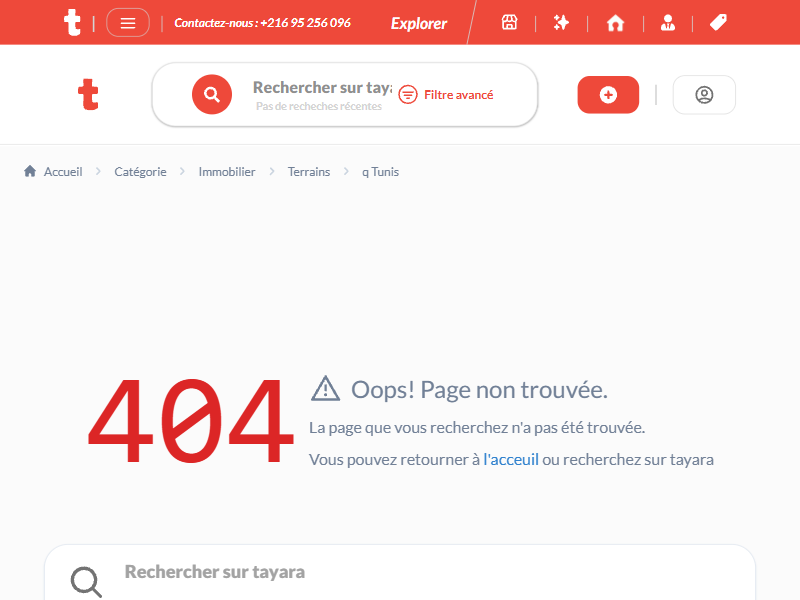 t
Contactez-nous : +216 95 256 096
Explorer
t
Rechercher sur taya
Pas de recheches récentes
Filtre avancé
Accueil
Catégorie
Immobilier
Terrains
q Tunis
404
Oops! Page non trouvée.
La page que vous recherchez n'a pas été trouvée.
Vous pouvez retourner à l'acceuil ou recherchez sur tayara
Rechercher sur tayara